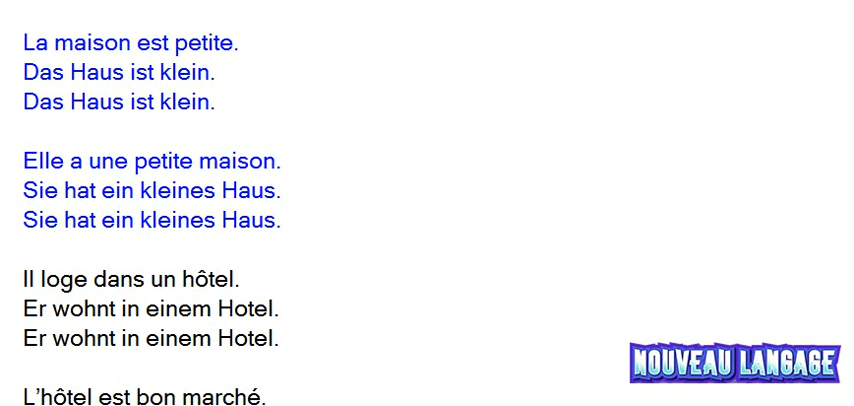 La maison est petite.
Das Haus ist klein.
Das Haus ist klein.
Elle a une petite maison.
Sie hat ein kleines Haus.
Sie hat ein kleines Haus.
Il loge dans un hôtel.
Er wohnt in einem Hotel.
Er wohnt in einem Hotel.
NOUVEAU LANGAGE
L’hôtel est bon marché.